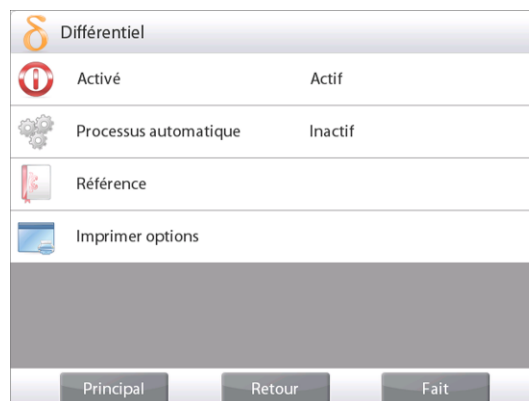 δ Différentiel
Activé Actif
Processus automatique Inactif
Référence
Imprimer options
Principal Retour Fait